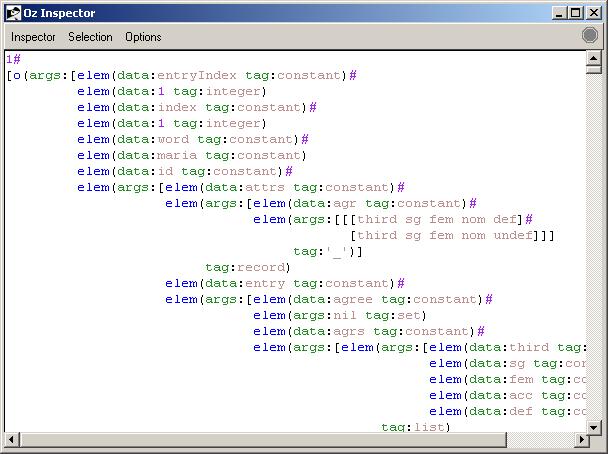 Oz Inspector
Inspector Selection Options
1#
[o(args:[elem(data:entryIndex tag:constant)#
elem(data:1 tag:integer)
elem(data:index tag:constant)#
elem(data:1 tag:integer)
elem(data:word tag:constant)#
elem(data:maria tag:constant)
elem(data:id tag:constant)#
elem(args:[elem(data:attrs tag:constant)#
elem(args:[elem(data:agr tag:constant)#
elem(args:[[[third sg fem nom def]#
[third sg fem nom undef]]]
tag:'_')]
tag:record)
elem(data:entry tag:constant)#
elem(args:[elem(data:agree tag:constant)#
elem(args:nil tag:set)
elem(data:agrs tag:constant)#
elem(args:[elem(args:[elem(data:third tag:
elem(data:sg tag:con
elem(data:fem tag:co
elem(data:acc tag:co
elem(data:def tag:co
tag:list)